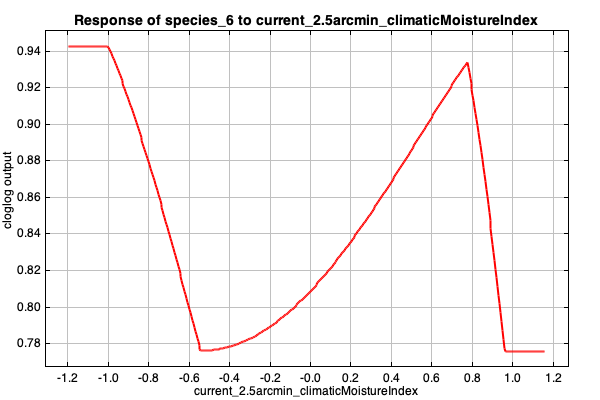 Response of species_6 to current_2.5arcmin_climaticMoistureIndex
cloglog output
0.94
0.92
0.90
0.88
0.86
0.84
0.82
0.80
0.78
-1.2 -1.0 -0.8 -0.6 -0.4 -0.2 -0.0 0.2 0.4 0.6 0.8 1.0 1.2
current_2.5arcmin_climaticMoistureIndex